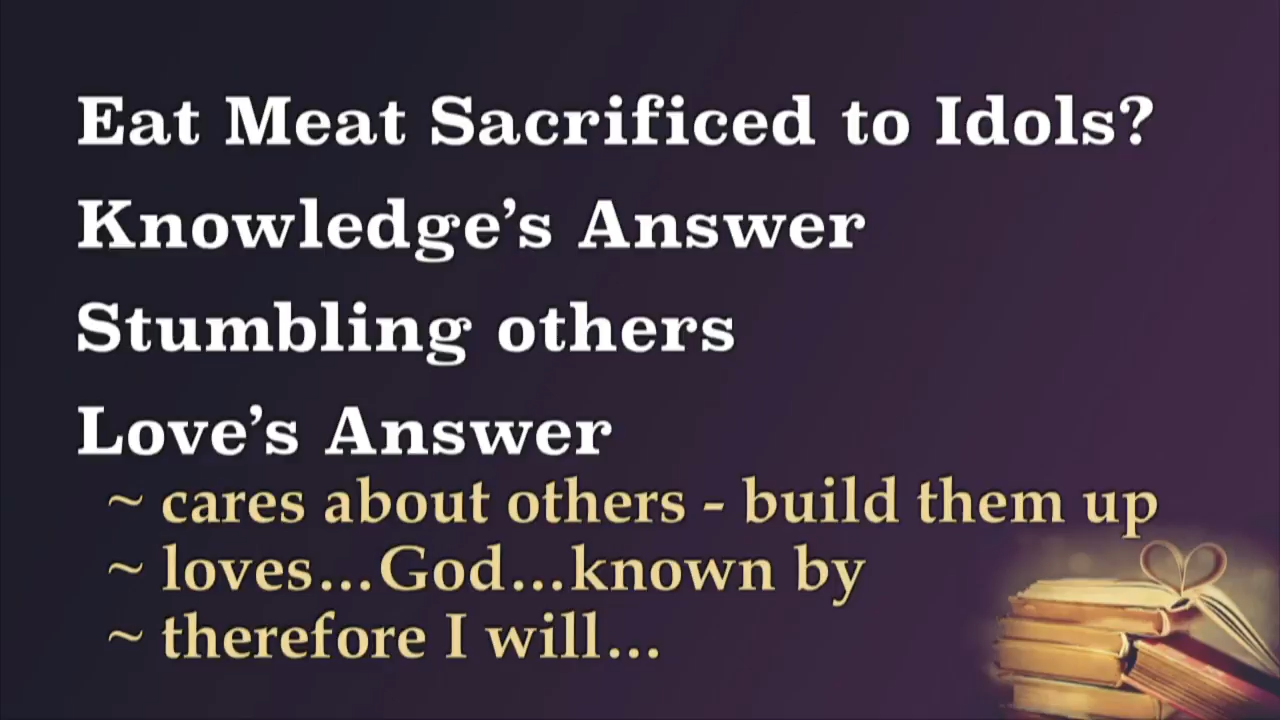 Eat Meat Sacrificed to Idols?
Knowledge’s Answer
Stumbling others
Love’s Answer
~ cares about others - build them up
~ loves...God...known by
~ therefore I will...